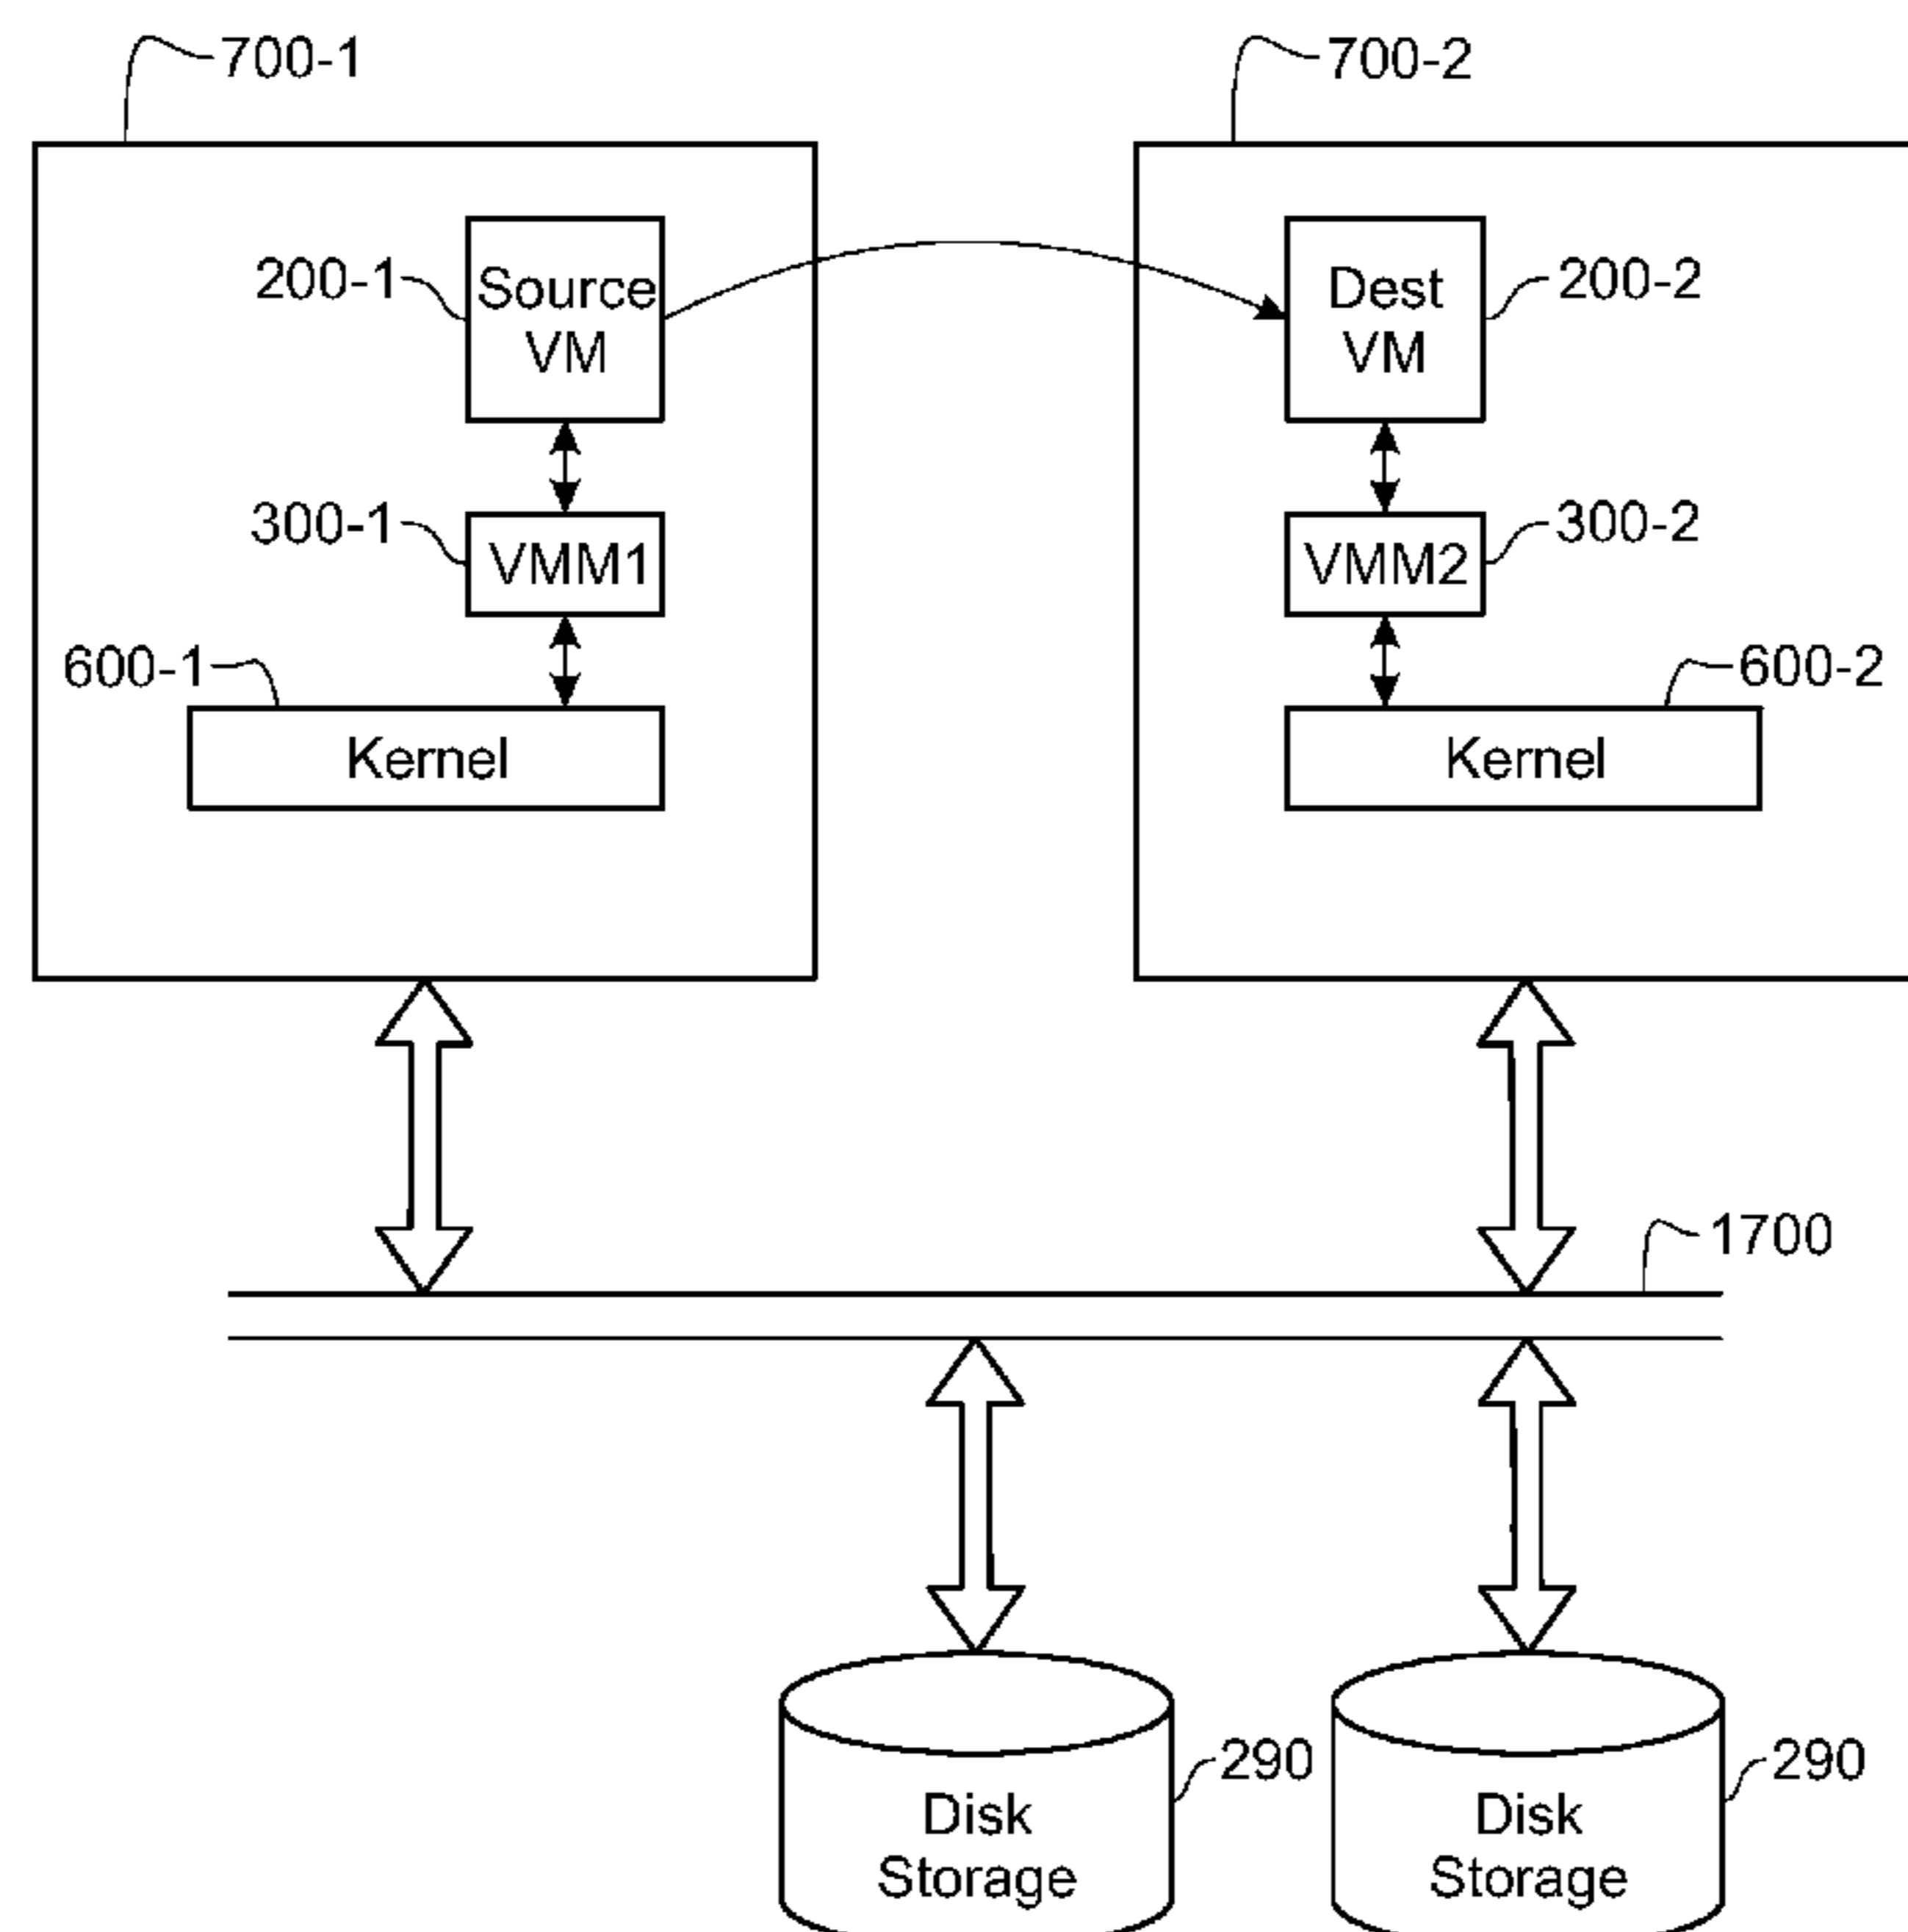 700-1
700-2
200-1
Source
VM
Dest
VM
200-2
300-1
VMM1
VMM2
300-2
600-1
600-2
Kernel
Kernel
1700
290
290
Disk
Storage
Disk
Storage